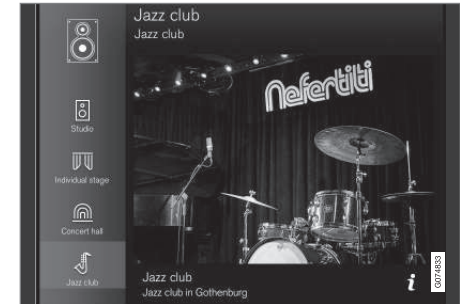 Jazz club
Jazz club
Nefertiti
Studio
Individual stage
Concert hall
Jazz club
Jazz club
Jazz club in Gothenburg
i
G074833